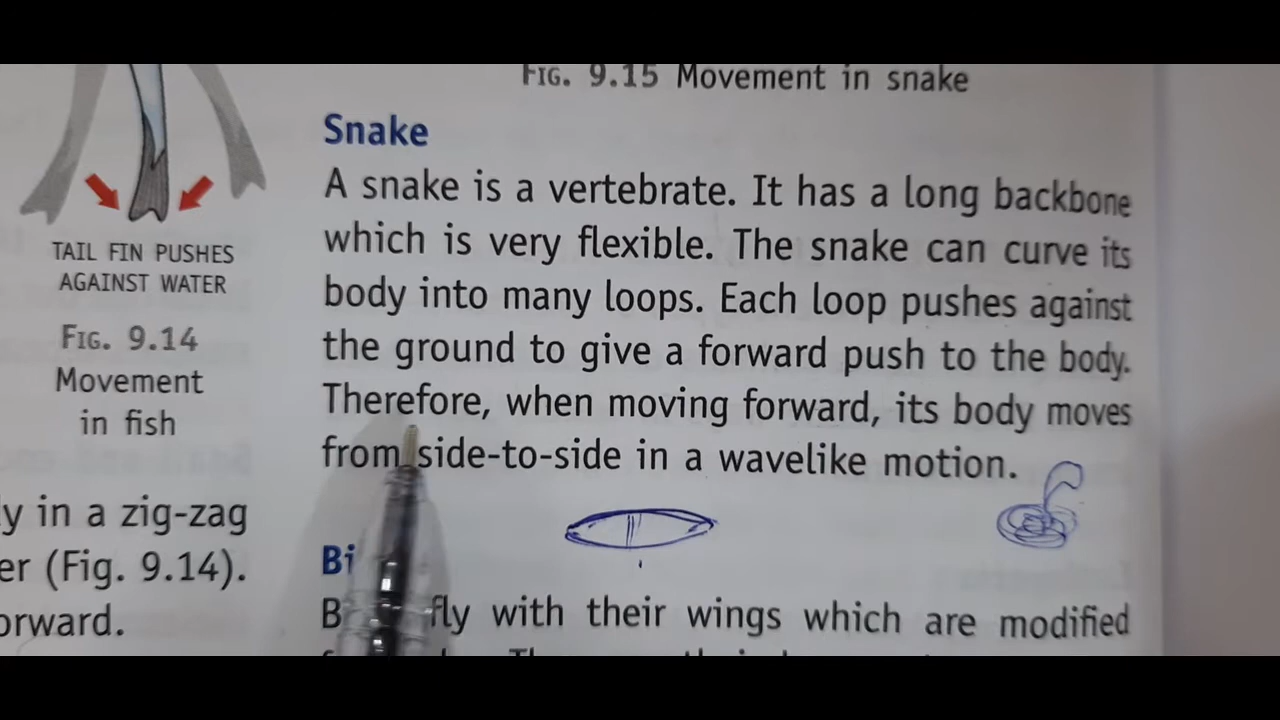 FIG. 9.15 Movement in snake
Snake
A snake is a vertebrate. It has a long backbone
which is very flexible. The snake can curve its
body into many loops. Each loop pushes against
the ground to give a forward push to the body.
Therefore, when moving forward, its body moves
from side-to-side in a wavelike motion.
Bi
B fly with their wings which are modified
TAIL FIN PUSHES
AGAINST WATER
FIG. 9.14
Movement
in fish
y in a zig-zag
er (Fig. 9.14).
orward.